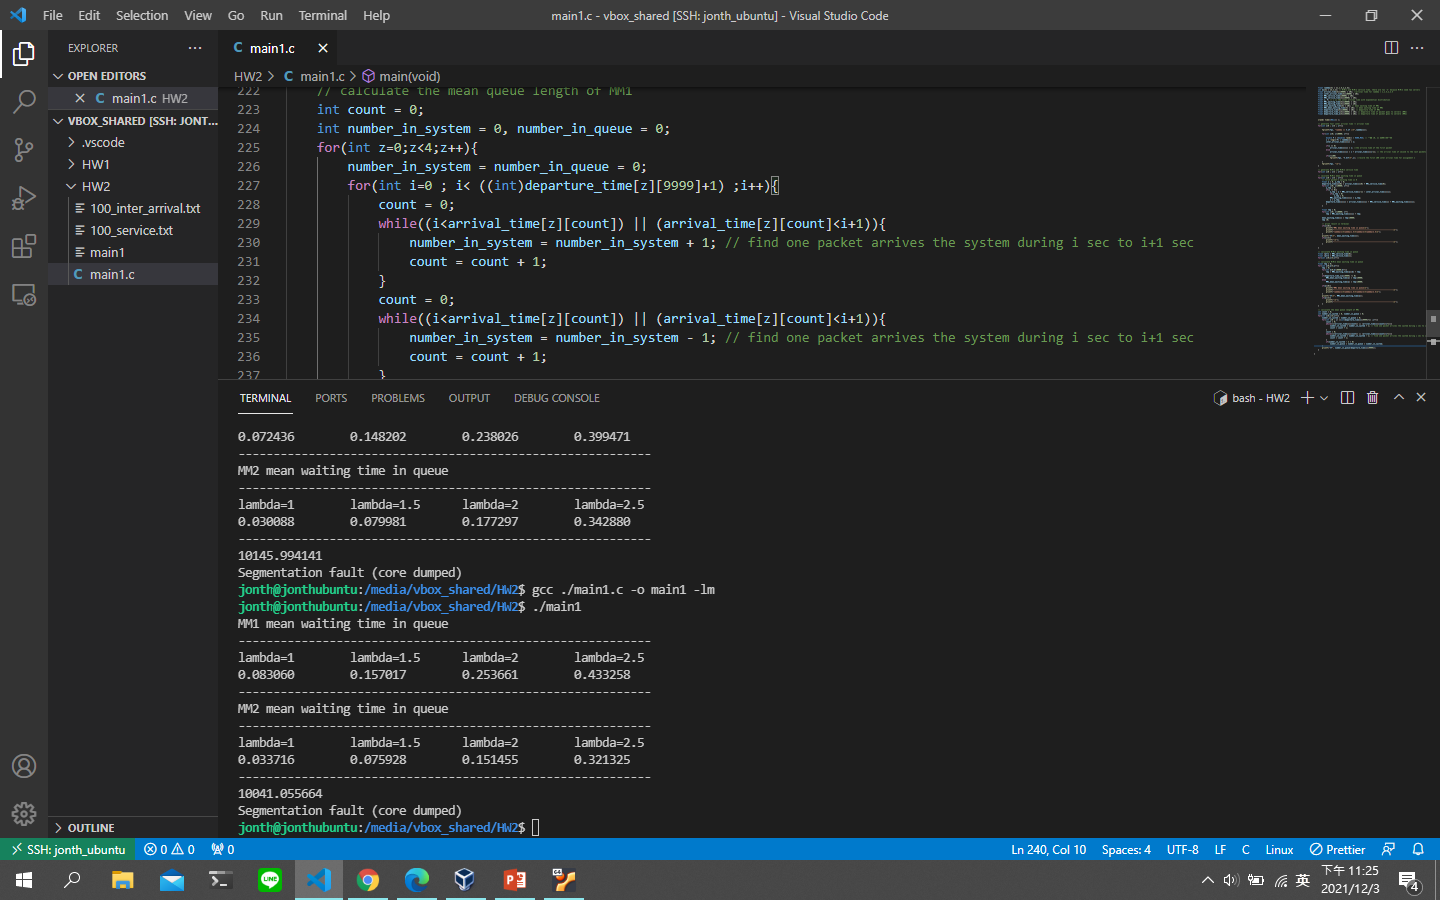 File Edit Selection View Go Run Terminal Help
main1.c - vbox_shared [SSH: jonth_ubuntu] - Visual Studio Code
EXPLORER
OPEN EDITORS
main1.c HW2
VBOX_SHARED [SSH: JONT...
.vscode
HW1
HW2
100_inter_arrival.txt
100_service.txt
main1
C main1.c
OUTLINE
C main1.c
HW2 > C main1.c > main(void)
222 // calculate the mean queue length of MM1
223 int count = 0;
224 int number_in_system = 0, number_in_queue = 0;
225 for(int z=0;z<4;z++){
226 number_in_system = number_in_queue = 0;
227 for(int i=0 ; i< ((int)departure_time[z][9999]+1) ;i++){
228 count = 0;
229 while((i<arrival_time[z][count]) || (arrival_time[z][count]<i+1)){
230 number_in_system = number_in_system + 1; // find one packet arrives the system during i sec to i+1 sec
231 count = count + 1;
232 }
233 count = 0;
234 while((i<arrival_time[z][count]) || (arrival_time[z][count]<i+1)){
235 number_in_system = number_in_system - 1; // find one packet arrives the system during i sec to i+1 sec
236 count = count + 1;
237 }
TERMINAL PORTS PROBLEMS OUTPUT DEBUG CONSOLE
bash - HW2
0.072436 0.148202 0.238026 0.399471
-----------------------------------------------------------
MM2 mean waiting time in queue
-----------------------------------------------------------
lambda=1 lambda=1.5 lambda=2 lambda=2.5
0.030088 0.079981 0.177297 0.342880
-----------------------------------------------------------
10145.994141
Segmentation fault (core dumped)
jonth@jonthubuntu:/media/vbox_shared/HW2$ gcc ./main1.c -o main1 -lm
jonth@jonthubuntu:/media/vbox_shared/HW2$ ./main1
MM1 mean waiting time in queue
-----------------------------------------------------------
lambda=1 lambda=1.5 lambda=2 lambda=2.5
0.083060 0.157017 0.253661 0.433258
-----------------------------------------------------------
MM2 mean waiting time in queue
-----------------------------------------------------------
lambda=1 lambda=1.5 lambda=2 lambda=2.5
0.033716 0.075928 0.151455 0.321325
-----------------------------------------------------------
10041.055664
Segmentation fault (core dumped)
jonth@jonthubuntu:/media/vbox_shared/HW2$
SSH: jonth_ubuntu 0 0 0
Ln 240, Col 10 Spaces: 4 UTF-8 LF C Linux Prettier
LINE
英
下午 11:25
2021/12/3
4